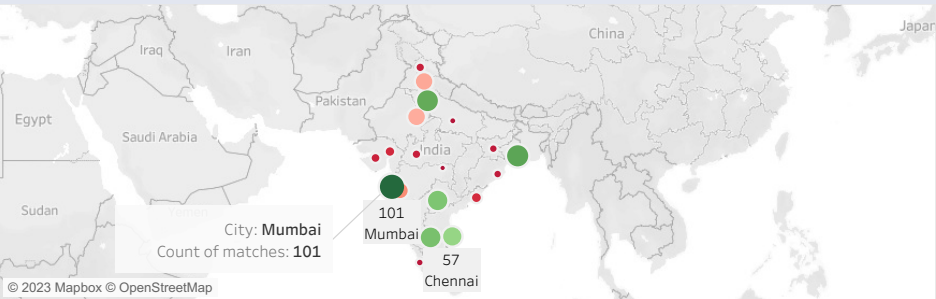 Japan
China
Iraq
Iran
Pakistan
Egypt
Saudi Arabia
India
Sudan
Yemen
101
Mumbai
City: Mumbai
Count of matches: 101
57
Chennai
© 2023 Mapbox © OpenStreetMap